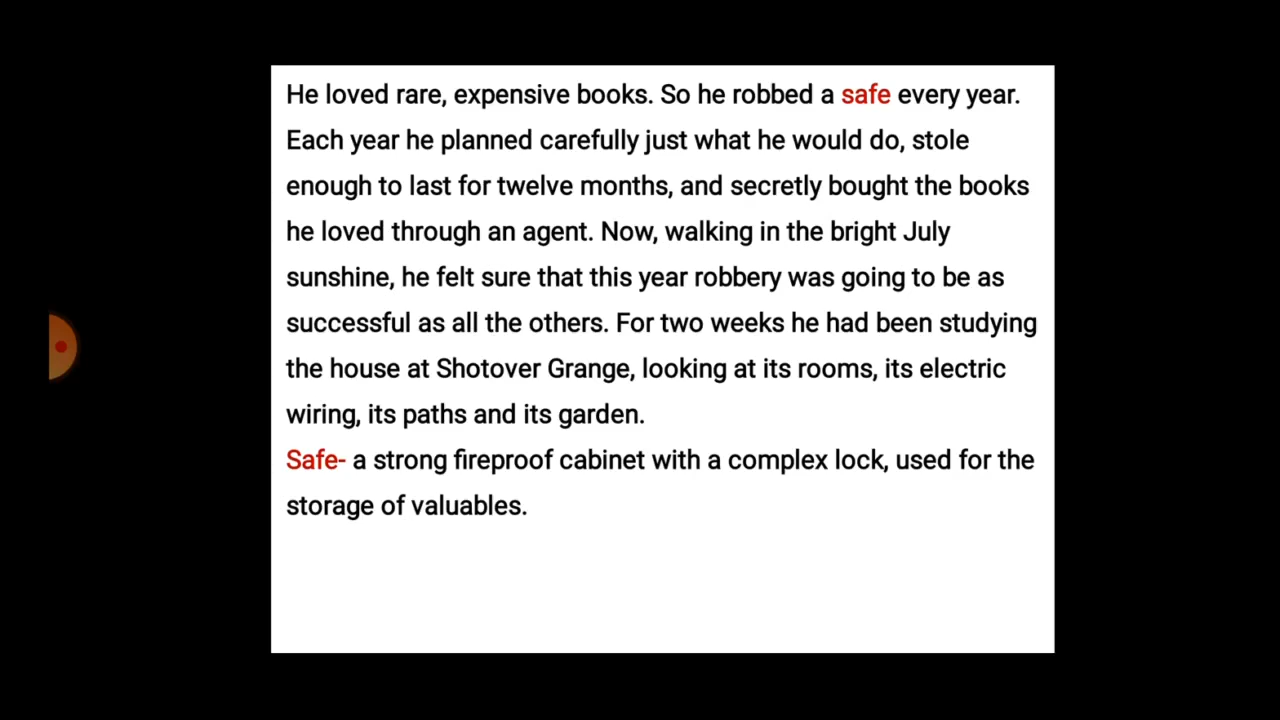 He loved rare, expensive books. So he robbed a safe every year.
Each year he planned carefully just what he would do, stole
enough to last for twelve months, and secretly bought the books
he loved through an agent. Now, walking in the bright July
sunshine, he felt sure that this year robbery was going to be as
successful as all the others. For two weeks he had been studying
the house at Shotover Grange, looking at its rooms, its electric
wiring, its paths and its garden.
Safe- a strong fireproof cabinet with a complex lock, used for the
storage of valuables.